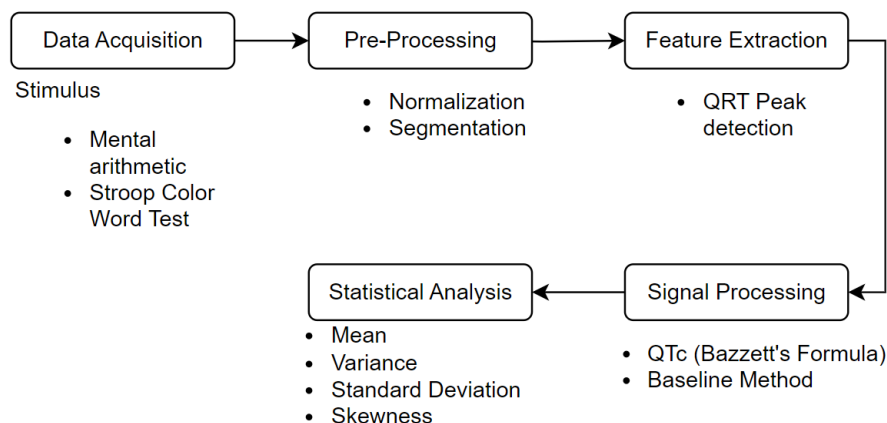 Data Acquisition
Pre-Processing
Feature Extraction
Stimulus
• Mental
arithmetic
• Stroop Color
Word Test
• Normalization
• Segmentation
• QRT Peak
detection
Statistical Analysis
Signal Processing
• Mean
• Variance
• Standard Deviation
• Skewness
• QTc (Bazzett's Formula)
• Baseline Method